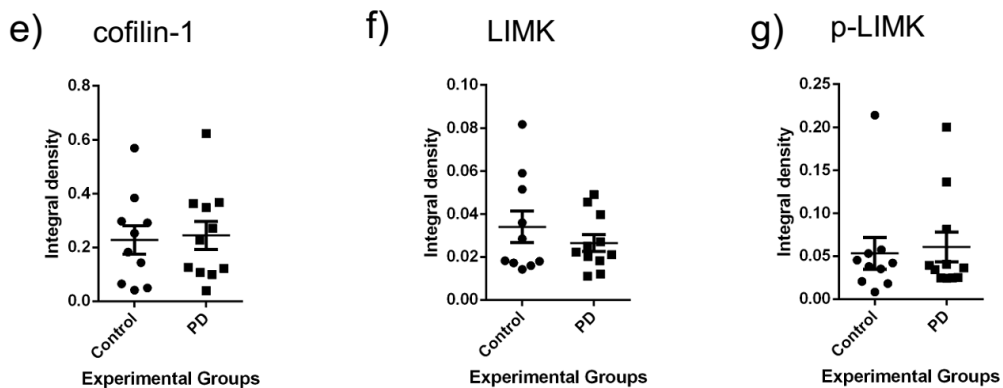 e) cofilin-1
Integral density
0.8
0.6
0.4
0.2
0.0
Control
PD
Experimental Groups
f) LIMK
Integral density
0.10
0.08
0.06
0.04
0.02
0.00
Control
PD
Experimental Groups
g) p-LIMK
Integral density
0.25
0.20
0.15
0.10
0.05
0.00
Control
PD
Experimental Groups